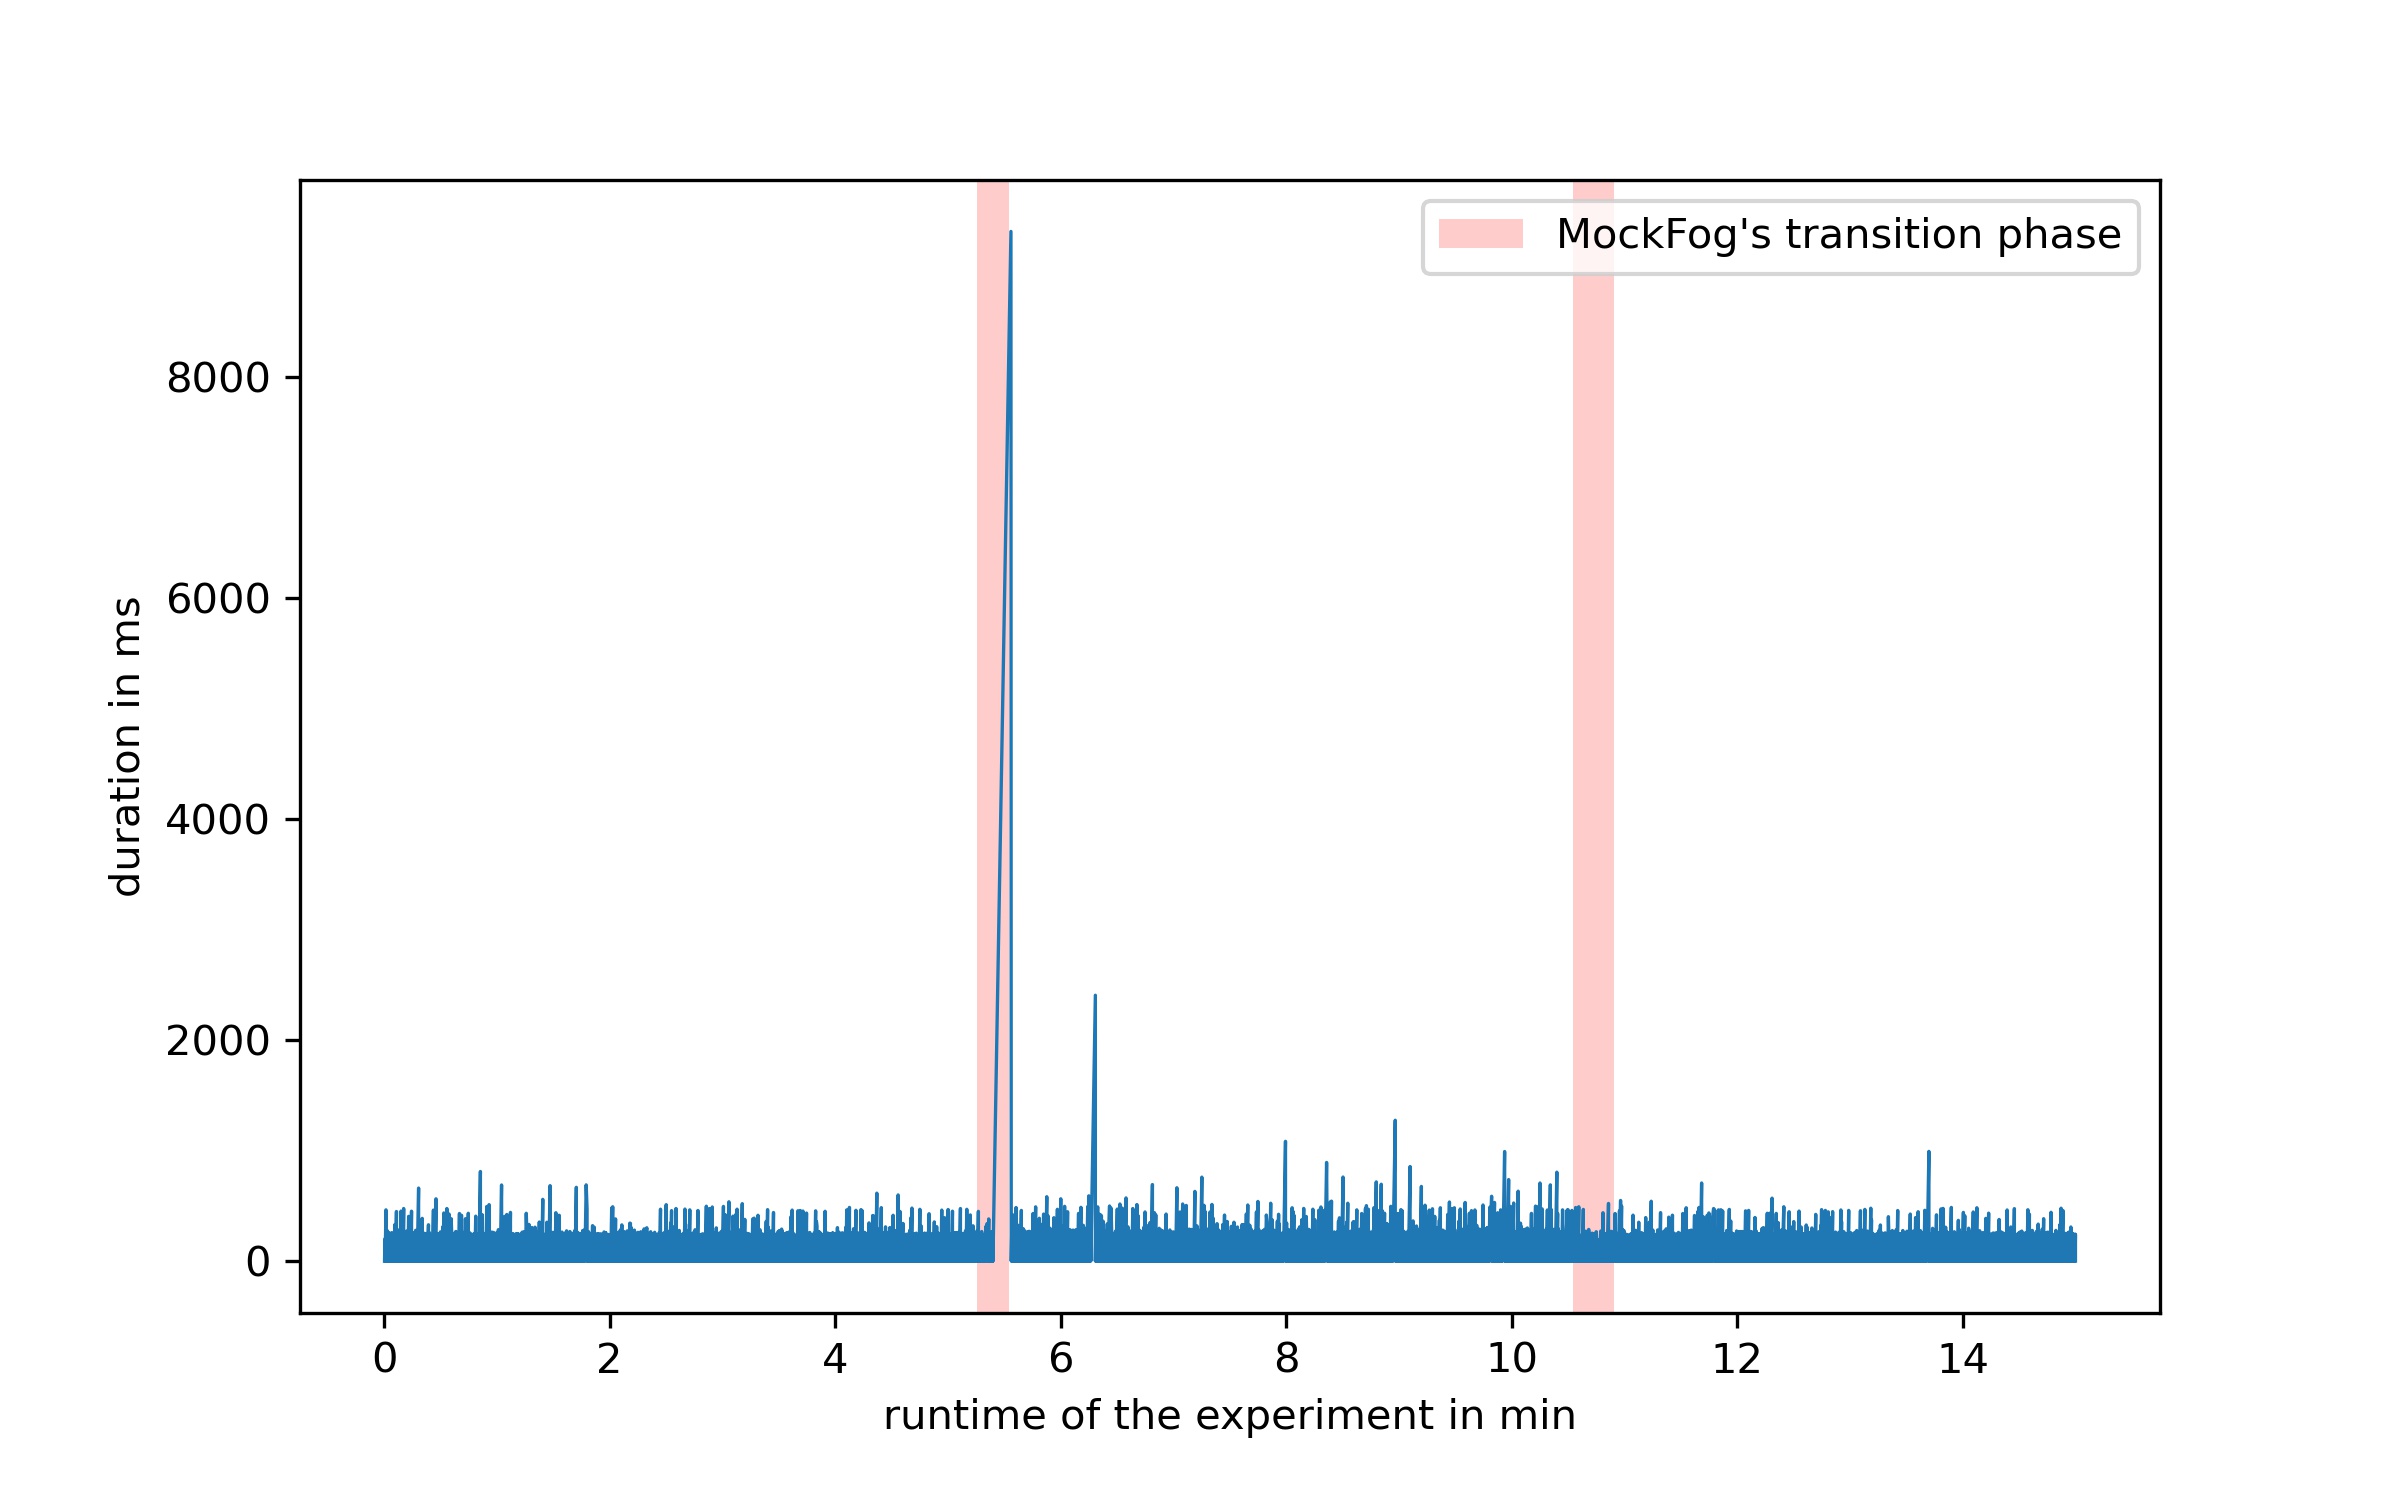 MockFog's transition phase
8000
6000
4000
2000
0
duration in ms
0 2 4 6 8 10 12 14
runtime of the experiment in min